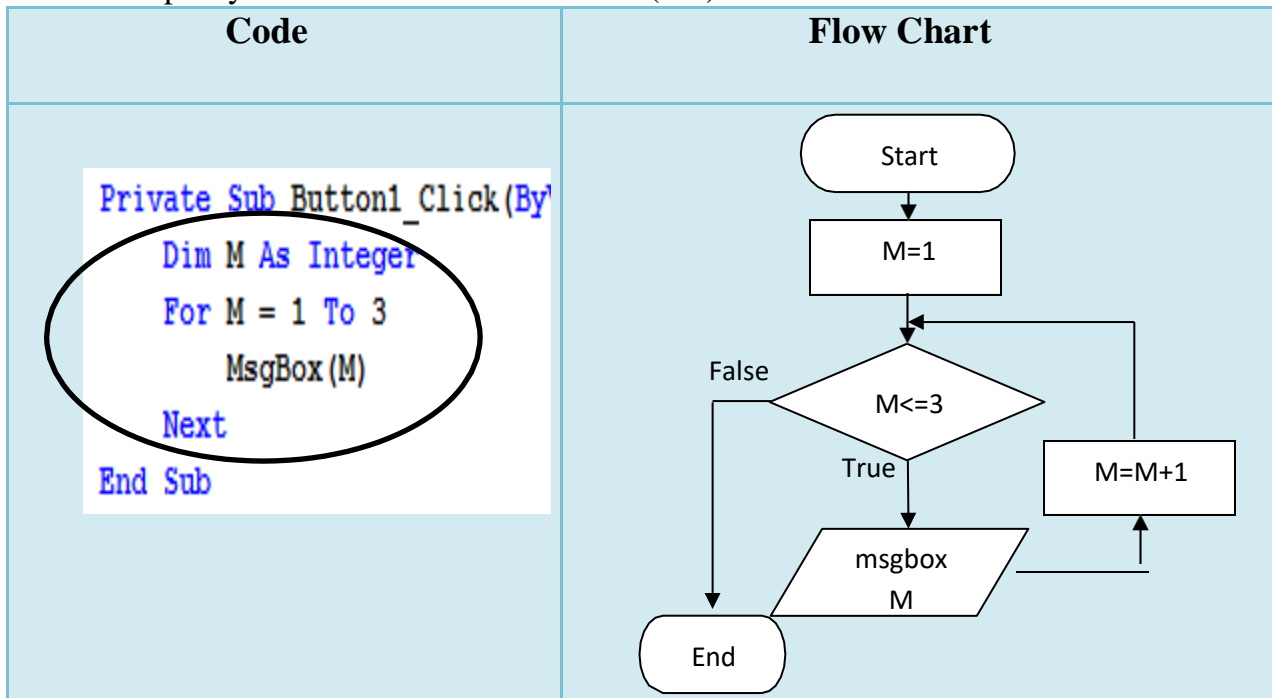 Code
Flow Chart
Private Sub Button1_Click(By
Dim M As Integer
For M = 1 To 3
MsgBox(M)
Next
End Sub
Start
M=1
False
M<=3
True
M=M+1
msgbox
M
End